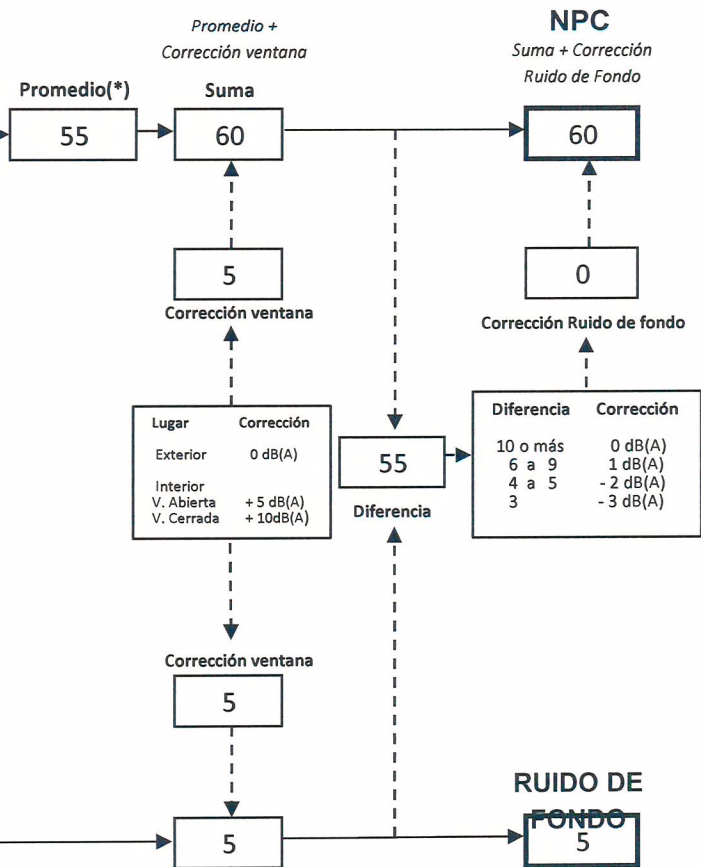 Promedio +
Corrección ventana
NPC
Suma + Corrección
Ruido de Fondo
Promedio(*)
Suma
55
60
60
5
Corrección ventana
0
Corrección Ruido de fondo
Lugar Corrección
Exterior 0 dB(A)
Interior
V. Abierta + 5 dB(A)
V. Cerrada + 10dB(A)
55
Diferencia
Diferencia Corrección
10 o más 0 dB(A)
6 a 9 1 dB(A)
4 a 5 - 2 dB(A)
3 - 3 dB(A)
Corrección ventana
5
5
RUIDO DE
FONDO
5